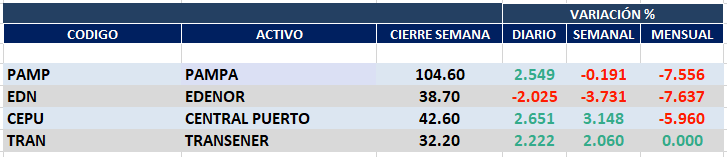 VARIACIÓN %
CODIGO ACTIVO CIERRE SEMANA DIARIO SEMANAL MENSUAL
PAMP PAMPA 104.60 2.549 -0.191 -7.556
EDN EDENOR 38.70 -2.025 -3.731 -7.637
CEPU CENTRAL PUERTO 42.60 2.651 3.148 -5.960
TRAN TRANSENER 32.20 2.222 2.060 0.000